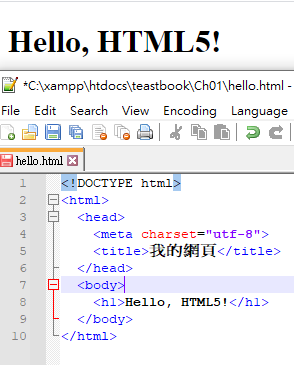 Hello, HTML5!
*C:\xampp\htdocs\teastbook\Ch01\hello.html -
File Edit Search View Encoding Language
hello.html
1 <!DOCTYPE html>
2 <html>
3 <head>
4 <meta charset="utf-8">
5 <title>我的網頁</title>
6 </head>
7 <body>
8 <h1>Hello, HTML5!</h1>
9 </body>
10 </html>